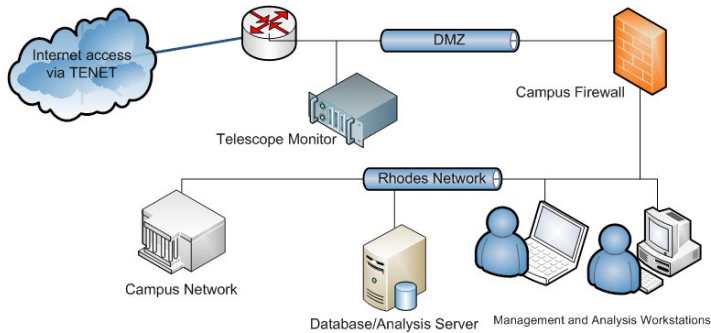 Internet access
via TENET
DMZ
Campus Firewall
Telescope Monitor
Rhodes Network
Campus Network
Database/Analysis Server
Management and Analysis Workstations